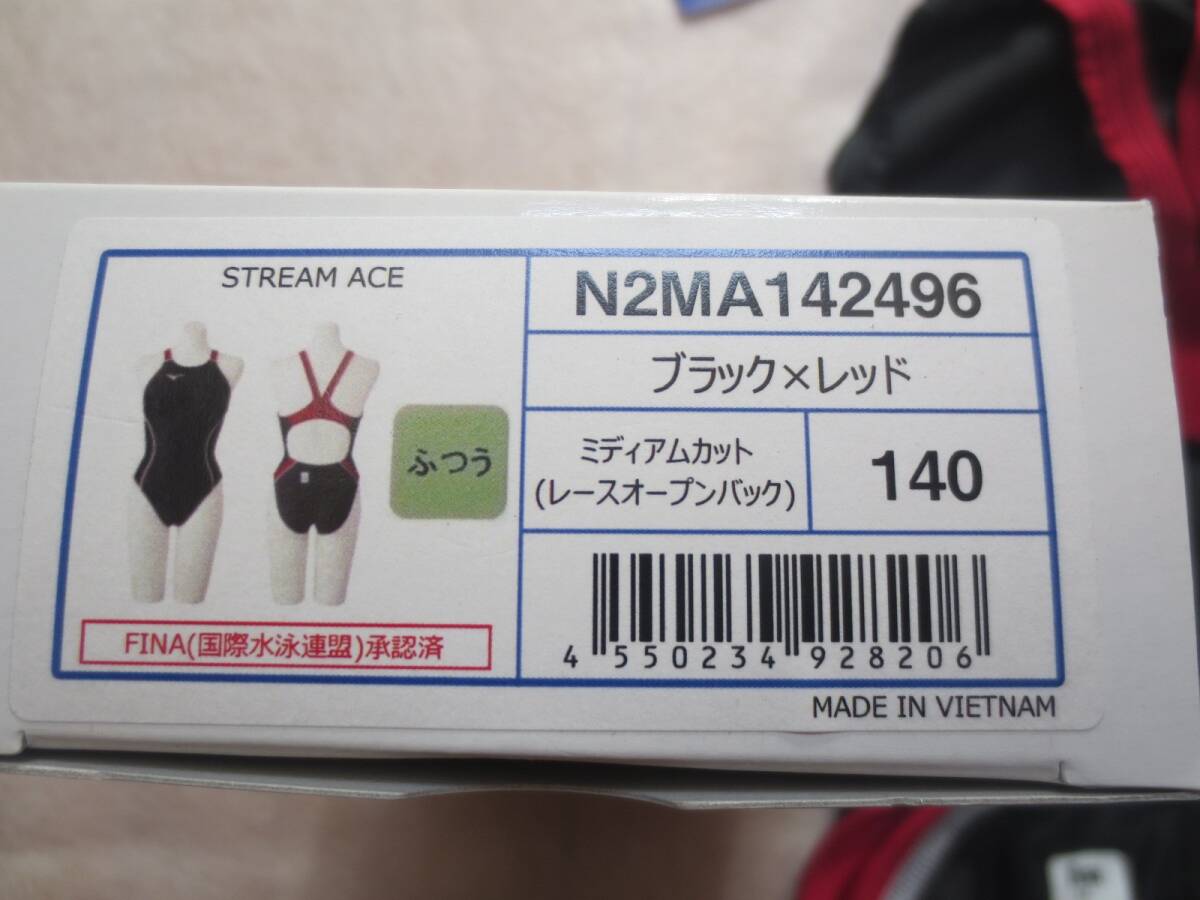 STREAM ACE
ふつう
FINA(国際水泳連盟)承認済
N2MA142496
ブラック×レッド
ミディアムカット
(レースオープンバック)
140
4 550234 928206
MADE IN VIETNAM